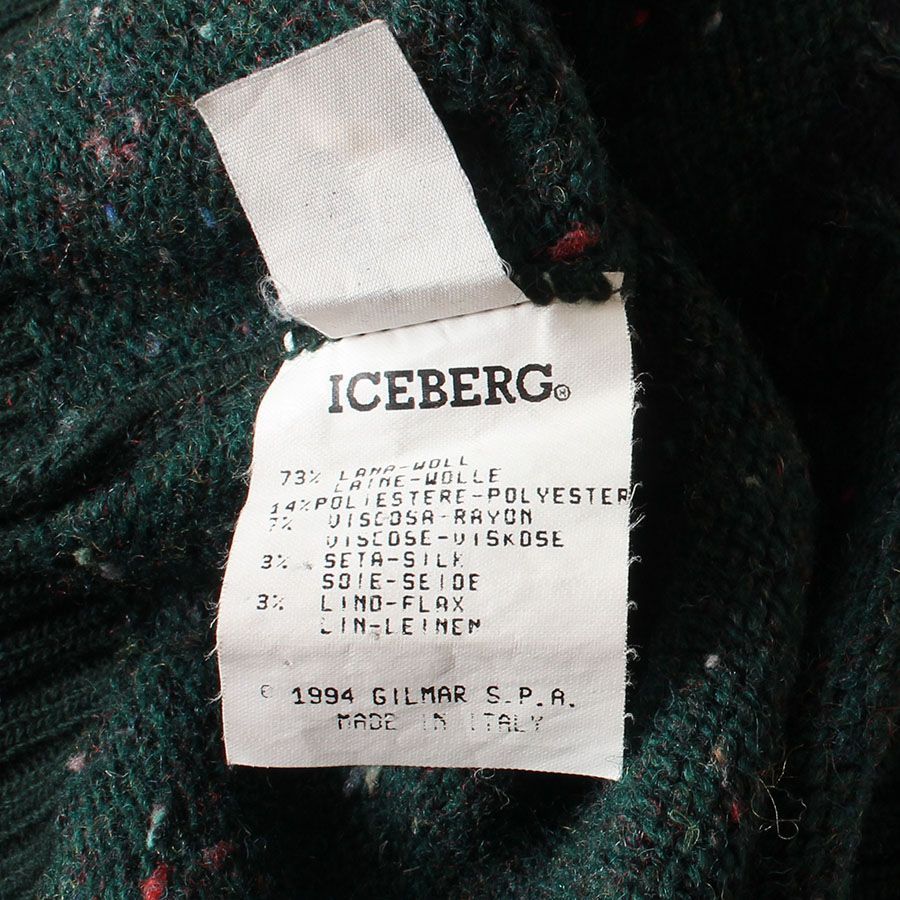 ICEBERG®
73% LANA-WOLL
LAINE-WOLLE
14% POLIESTERE-POLYESTER
7% VISCOSA-RAYON
VISCOSE-VISKOSE
3% SETA-SILK
SOIE-SEIDE
3% LINO-FLAX
LIN-LEINEN
© 1994 GILMAR S.P.A.
MADE IN ITALY